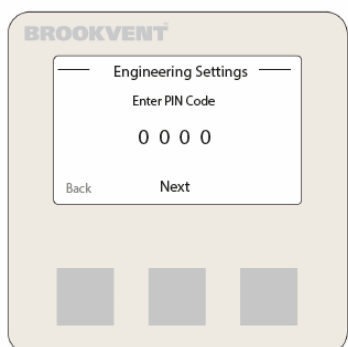 BROOKVENT
Engineering Settings
Enter PIN Code
0 0 0 0
Back Next